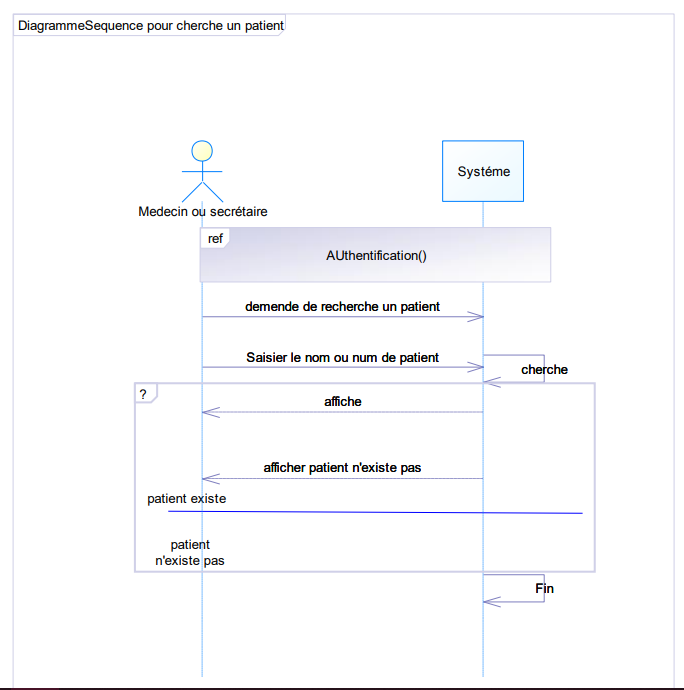 DiagrammeSequence pour cherche un patient
Systéme
Medecin ou secrétaire
ref
AUthentification()
demende de recherche un patient
Saisier le nom ou num de patient
cherche
?
affiche
afficher patient n'existe pas
patient existe
patient
n'existe pas
Fin